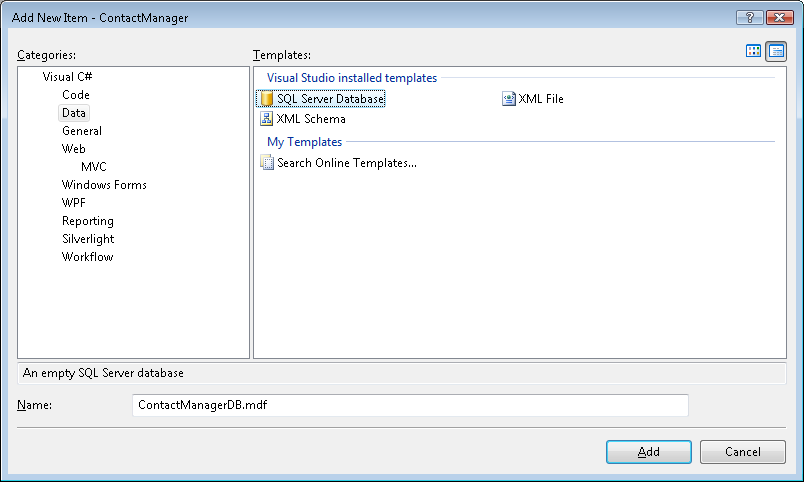 Add New Item - ContactManager
?
Categories:
Templates:
Visual C#
Code
Data
General
Web
MVC
Windows Forms
WPF
Reporting
Silverlight
Workflow
Visual Studio installed templates
SQL Server Database
XML File
XML Schema
My Templates
Search Online Templates...
An empty SQL Server database
Name:
ContactManagerDB.mdf
Add
Cancel